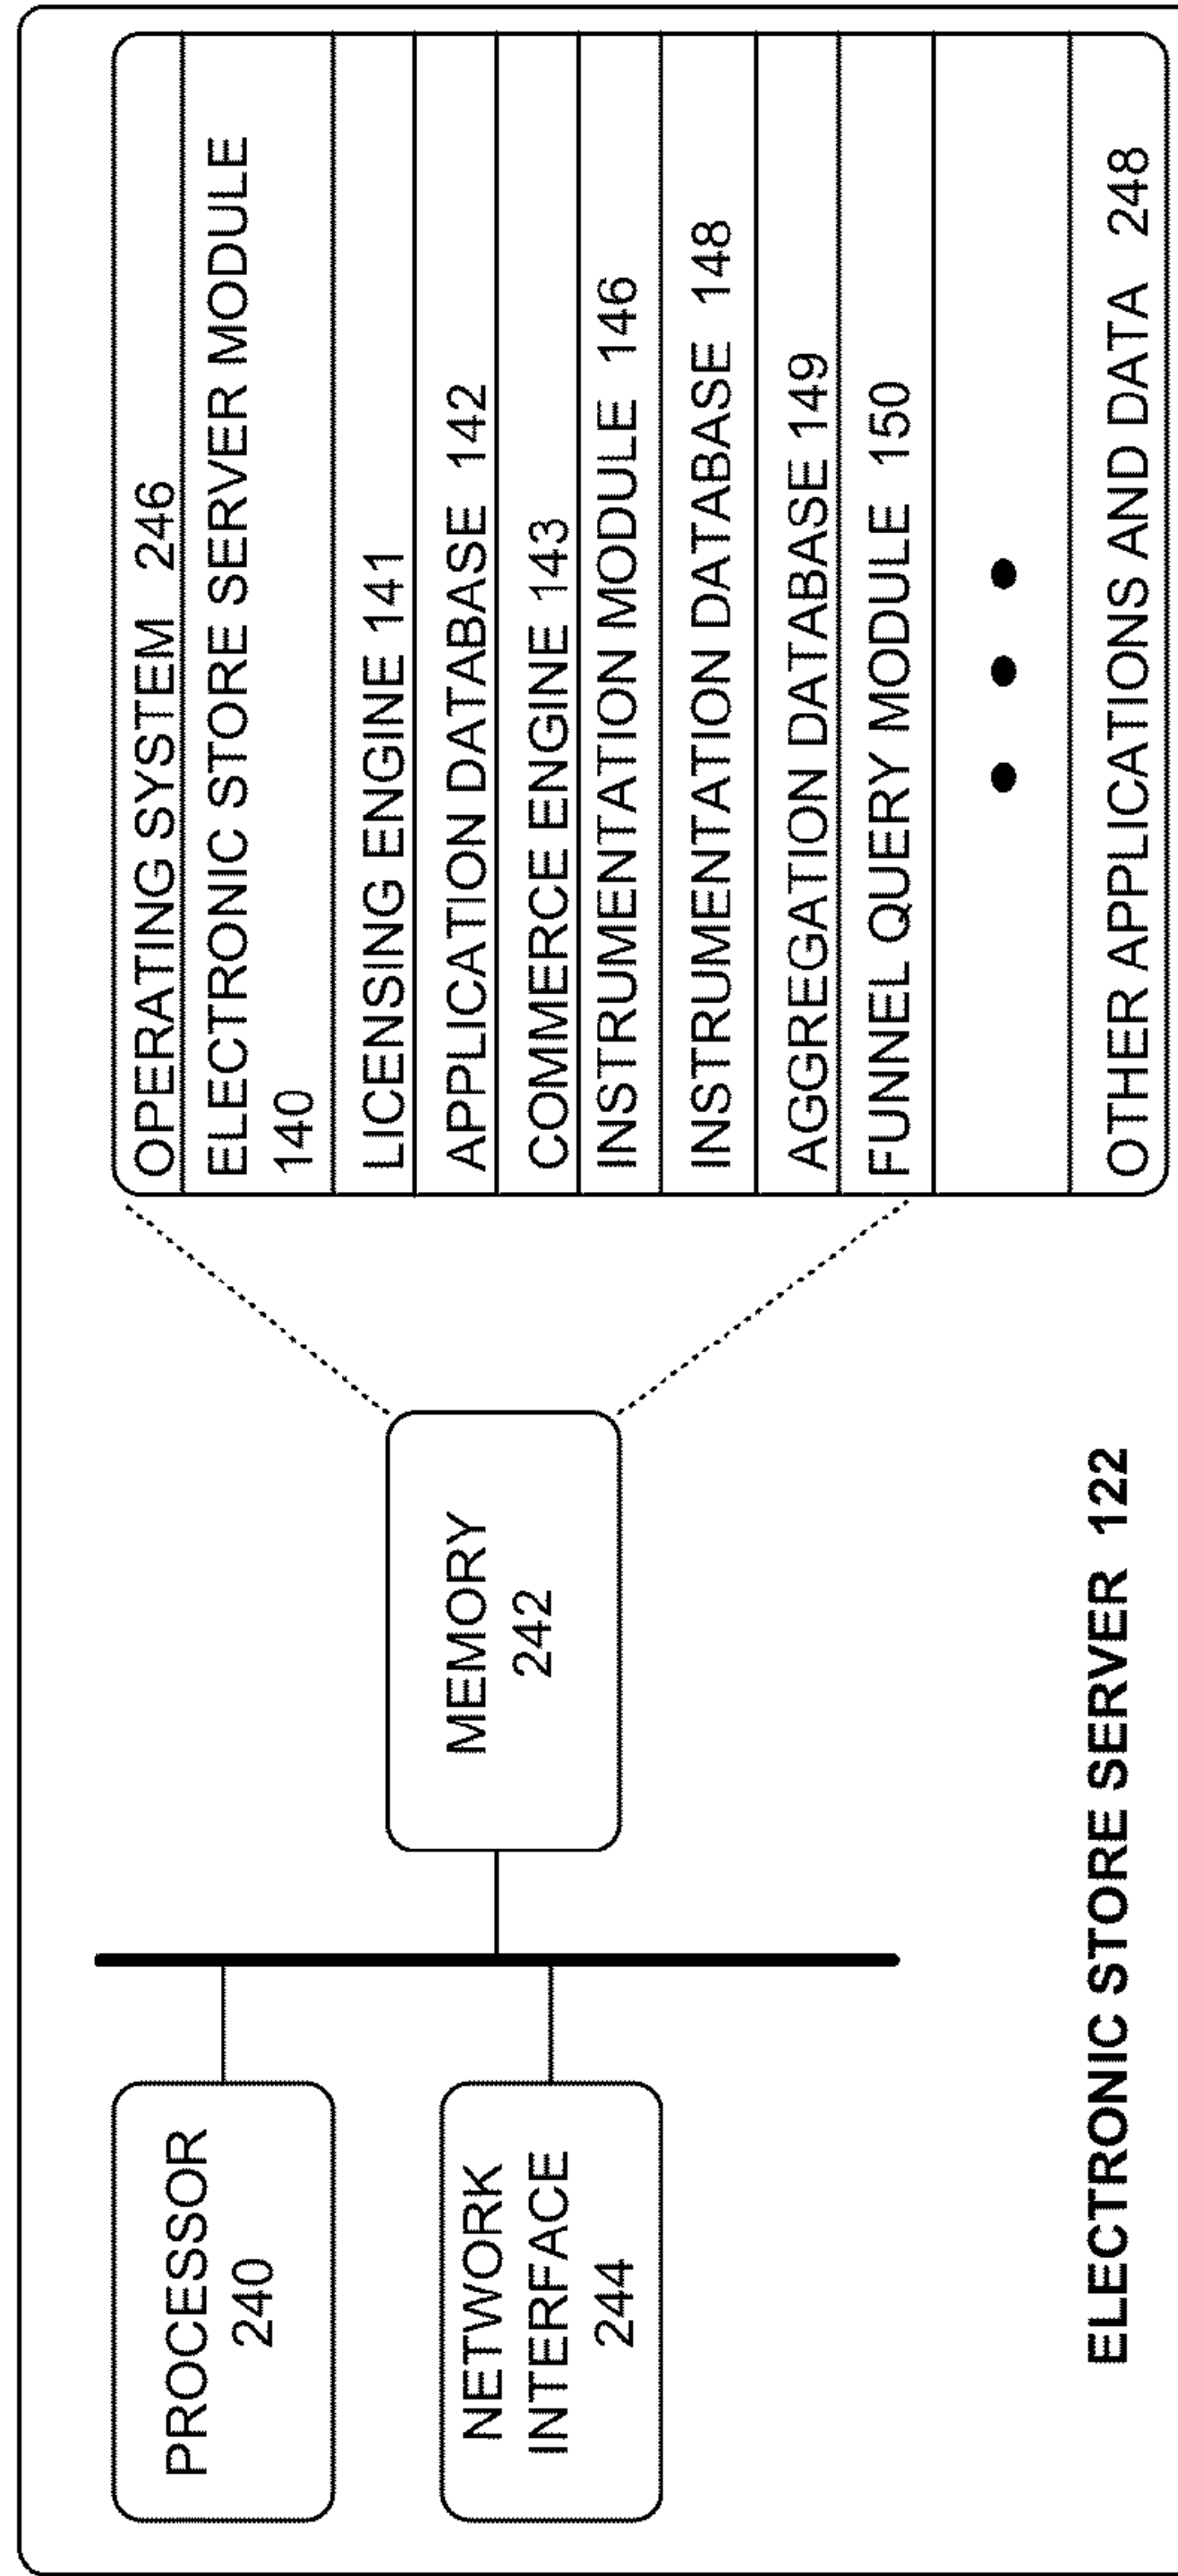 PROCESSOR
240
NETWORK
INTERFACE
244
MEMORY
242
OPERATING SYSTEM 246
ELECTRONIC STORE SERVER MODULE
140
LICENSING ENGINE 141
APPLICATION DATABASE 142
COMMERCE ENGINE 143
INSTRUMENTATION MODULE 146
INSTRUMENTATION DATABASE 148
AGGREGATION DATABASE 149
FUNNEL QUERY MODULE 150
OTHER APPLICATIONS AND DATA 248
ELECTRONIC STORE SERVER 122